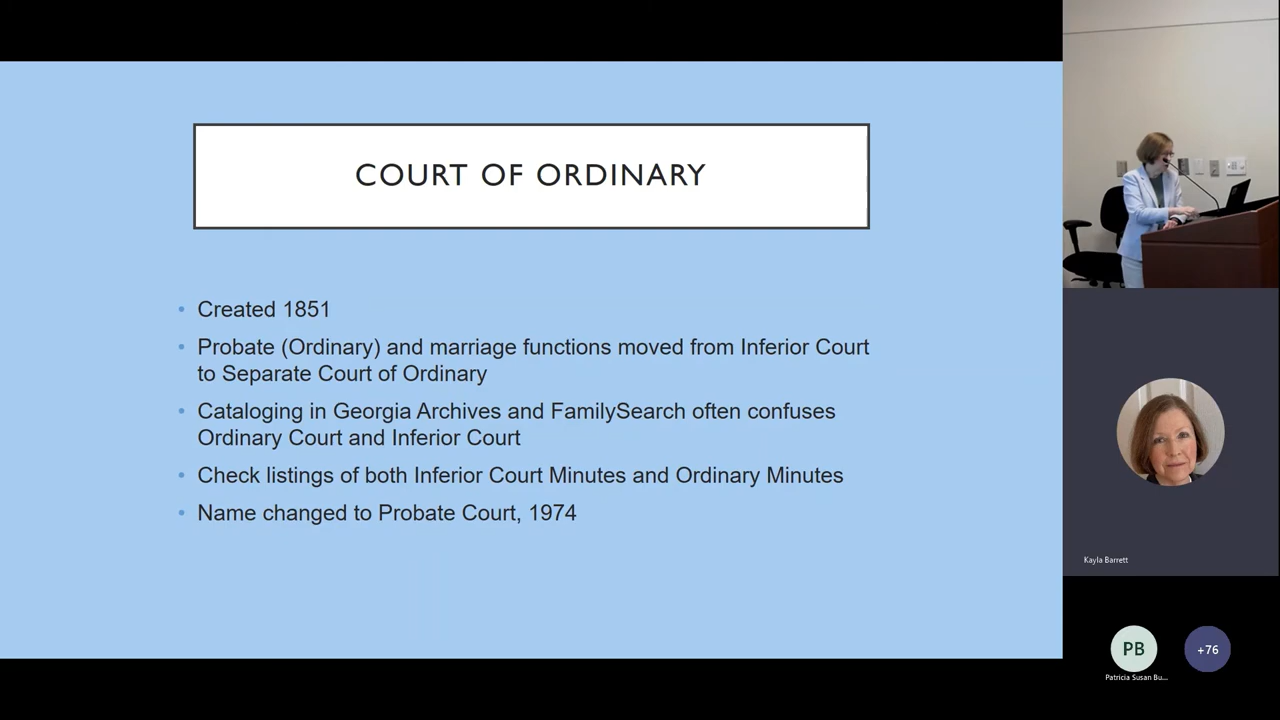 COURT OF ORDINARY
• Created 1851
• Probate (Ordinary) and marriage functions moved from Inferior Court
to Separate Court of Ordinary
• Cataloging in Georgia Archives and FamilySearch often confuses
Ordinary Court and Inferior Court
• Check listings of both Inferior Court Minutes and Ordinary Minutes
• Name changed to Probate Court, 1974
Kayla Barrett
PB
+76
Patricia Susan Bu...